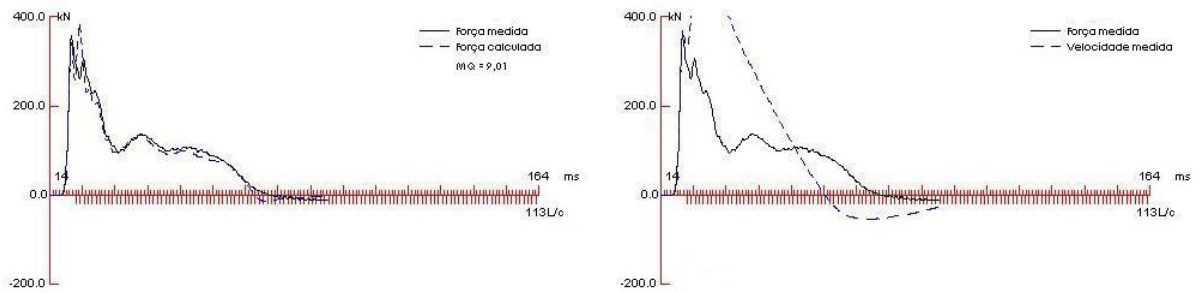 400.0 kN
Força medida
Força calculada
MQ = 9,01
200.0
14 164 ms
0.0
113L/c
-200.0
400.0 kN
Força medida
Velocidade medida
200.0
14 164 ms
0.0
113L/c
-200.0